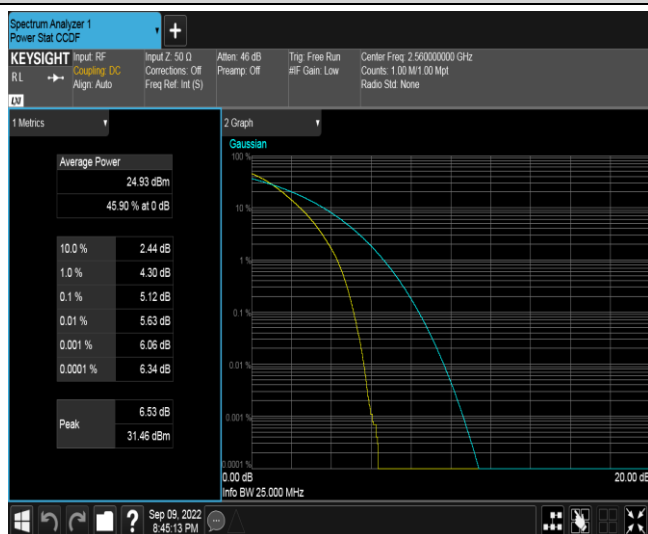 Spectrum Analyzer 1
Power Stat CCDF
+
KEYSIGHT
RL
LXI
Input: RF
Coupling: DC
Align: Auto
Input Z: 50 Ω
Corrections: Off
Freq Ref: Int (S)
Atten: 46 dB
Preamp: Off
Trig: Free Run
#IF Gain: Low
Center Freq: 2.560000000 GHz
Counts: 1.00 M/1.00 Mpt
Radio Std: None
1 Metrics
Average Power
24.93 dBm
45.90 % at 0 dB
10.0 % 2.44 dB
1.0 % 4.30 dB
0.1 % 5.12 dB
0.01 % 5.63 dB
0.001 % 6.06 dB
0.0001 % 6.34 dB
Peak
6.53 dB
31.46 dBm
2 Graph
Gaussian
100 %
10 %
1 %
0.1 %
0.01 %
0.001 %
0.0001 %
0.00 dB
20.00 dB
Info BW 25.000 MHz
?
Sep 09, 2022
8:45:13 PM